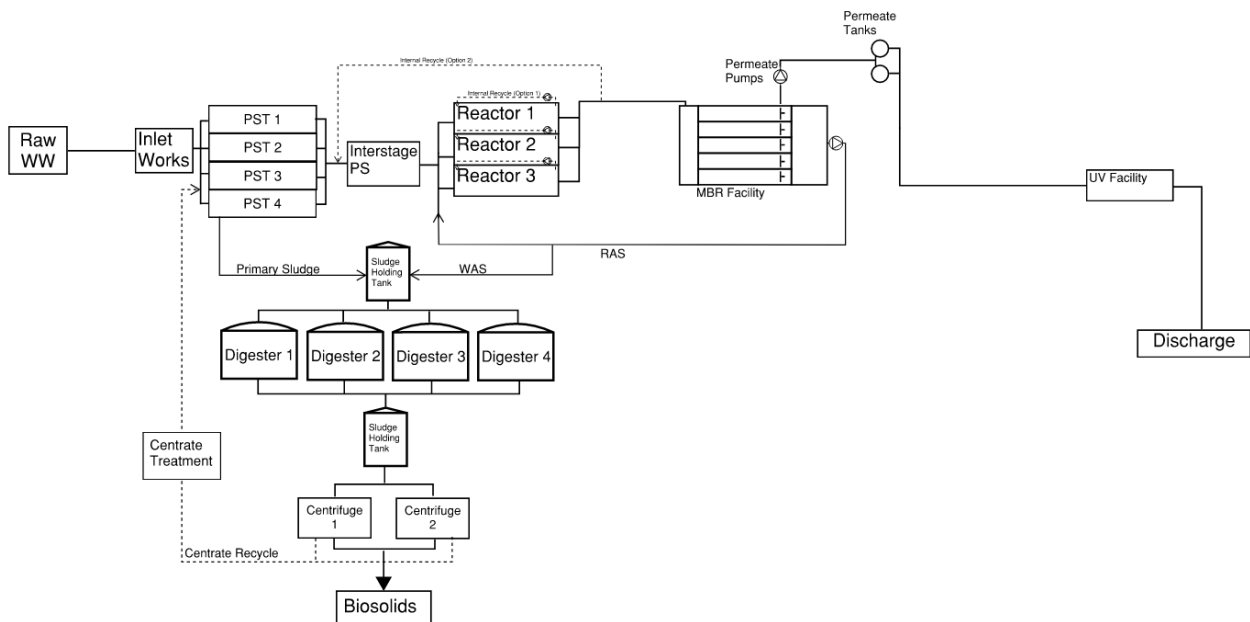 Permeate
Tanks
Internal Recycle (Option 2)
Permeate
Pumps
Internal Recycle (Option 1)
Raw
WW
Inlet
Works
PST 1
PST 2
PST 3
PST 4
Interstage
PS
Reactor 1
Reactor 2
Reactor 3
MBR Facility
UV Facility
RAS
Primary Sludge
Sludge
Holding
Tank
WAS
Discharge
Digester 1
Digester 2
Digester 3
Digester 4
Sludge
Holding
Tank
Centrate
Treatment
Centrifuge
1
Centrifuge
2
Centrate Recycle
Biosolids